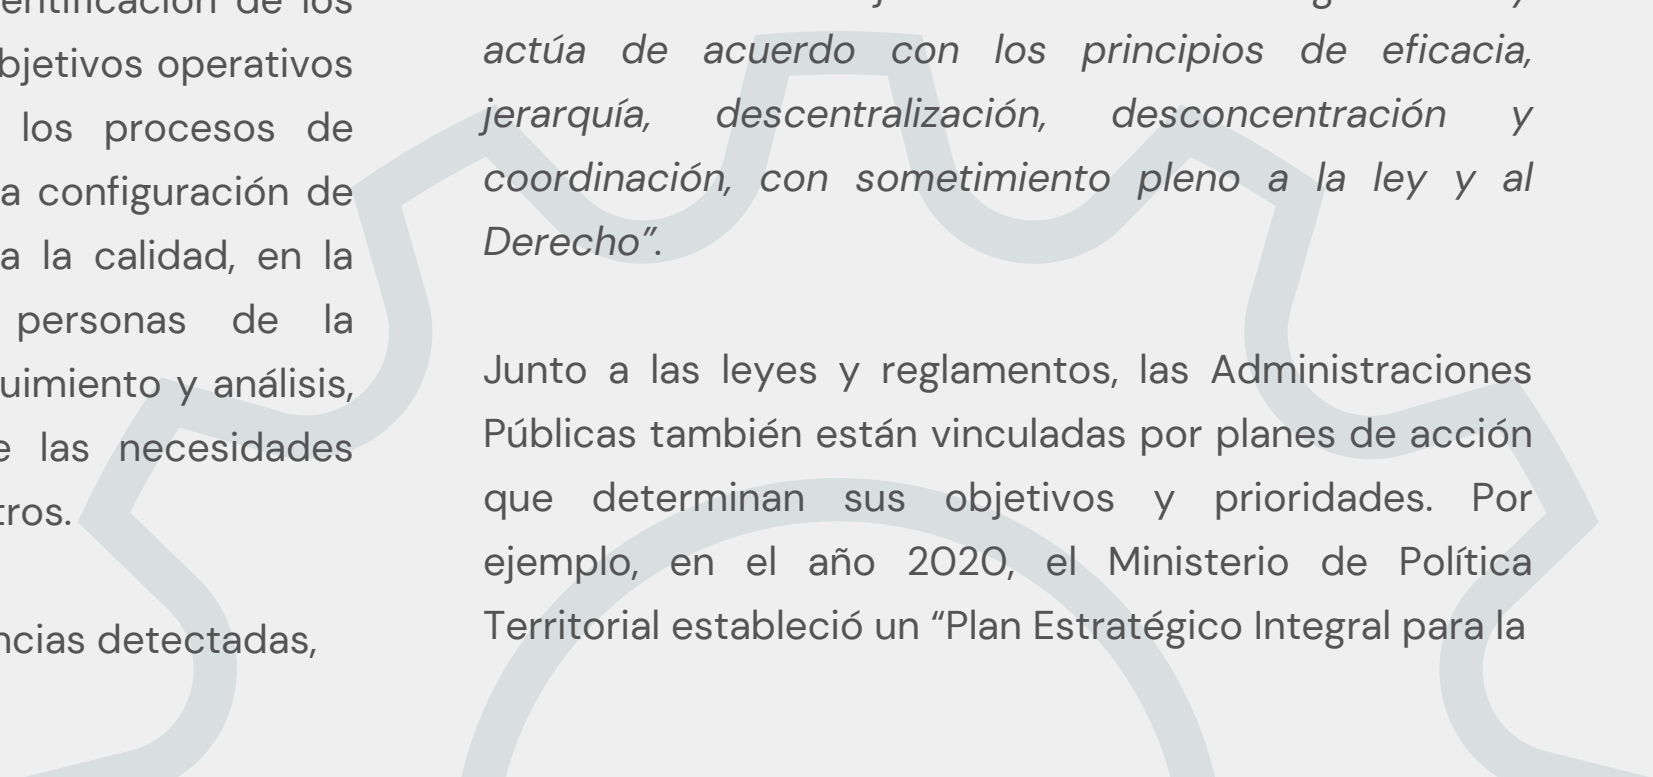 de los
bjetivos operativos
los procesos de
a configuración de
a la calidad, en la
personas de la
uimiento y análisis,
e las necesidades
tros.
ncias detectadas,
actúa de acuerdo con los principios de eficacia,
jerarquía, descentralización, desconcentración y
coordinación, con sometimiento pleno a la ley y al
Derecho”.
Junto a las leyes y reglamentos, las Administraciones
Públicas también están vinculadas por planes de acción
que determinan sus objetivos y prioridades. Por
ejemplo, en el año 2020, el Ministerio de Política
Territorial estableció un “Plan Estratégico Integral para la